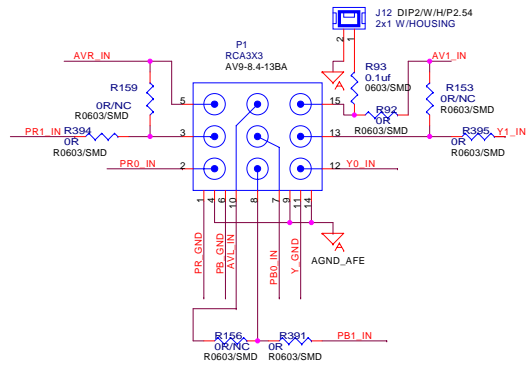 J12 DIP2/W/H/P2.54
2x1 W/HOUSING
2
1
P1
RCA3X3
AV9-8.4-13BA
AVR_IN
AV1_IN
R93
0.1uf
0603/SMD
R159
0R/NC
R0603/SMD
R153
0R/NC
R0603/SMD
5
15
R92
0R
R0603/SMD
PR1_IN
R394
0R
R0603/SMD
3
13
R395
0R
R0603/SMD
Y1_IN
PR0_IN
2
12
Y0_IN
1
4
6
10
8
7
9
11
14
PR_GND
PB_GND
AVL_IN
PB0_IN
Y_GND
A
A
AGND_AFE
R156
0R/NC
R0603/SMD
R391
0R
R0603/SMD
PB1_IN